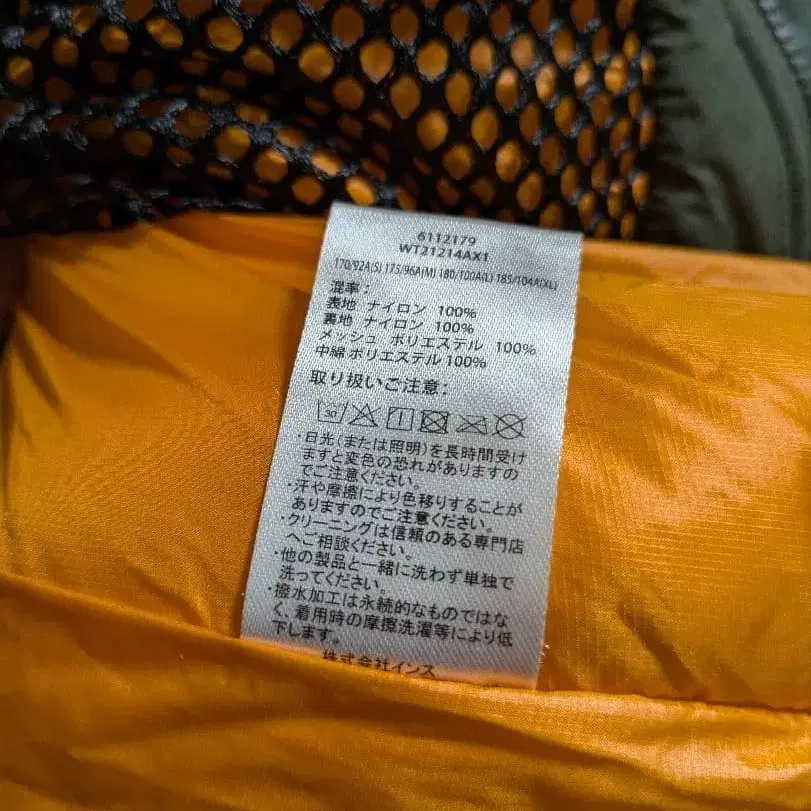 6112179
WT21214AX1
170/92A(S) 175/96A(M) 180/100A(L) 185/104A(XL)
混率：
表地 ナイロン 100%
裏地 ナイロン 100%
メッシュ ポリエステル 100%
中綿 ポリエステル 100%
取り扱いご注意：
30
・日光(または照明)を長時間受け
ますと変色の恐れがありますの
でご注意ください。
・汗や摩擦により色移りすることが
ありますのでご注意ください。
・クリーニングは信頼のある専門店
へご相談ください。
・他の製品と一緒に洗わず単独で
洗ってください。
・撥水加工は永続的なものではな
く、着用時の摩擦洗濯等により低
下します。
株式会社インス